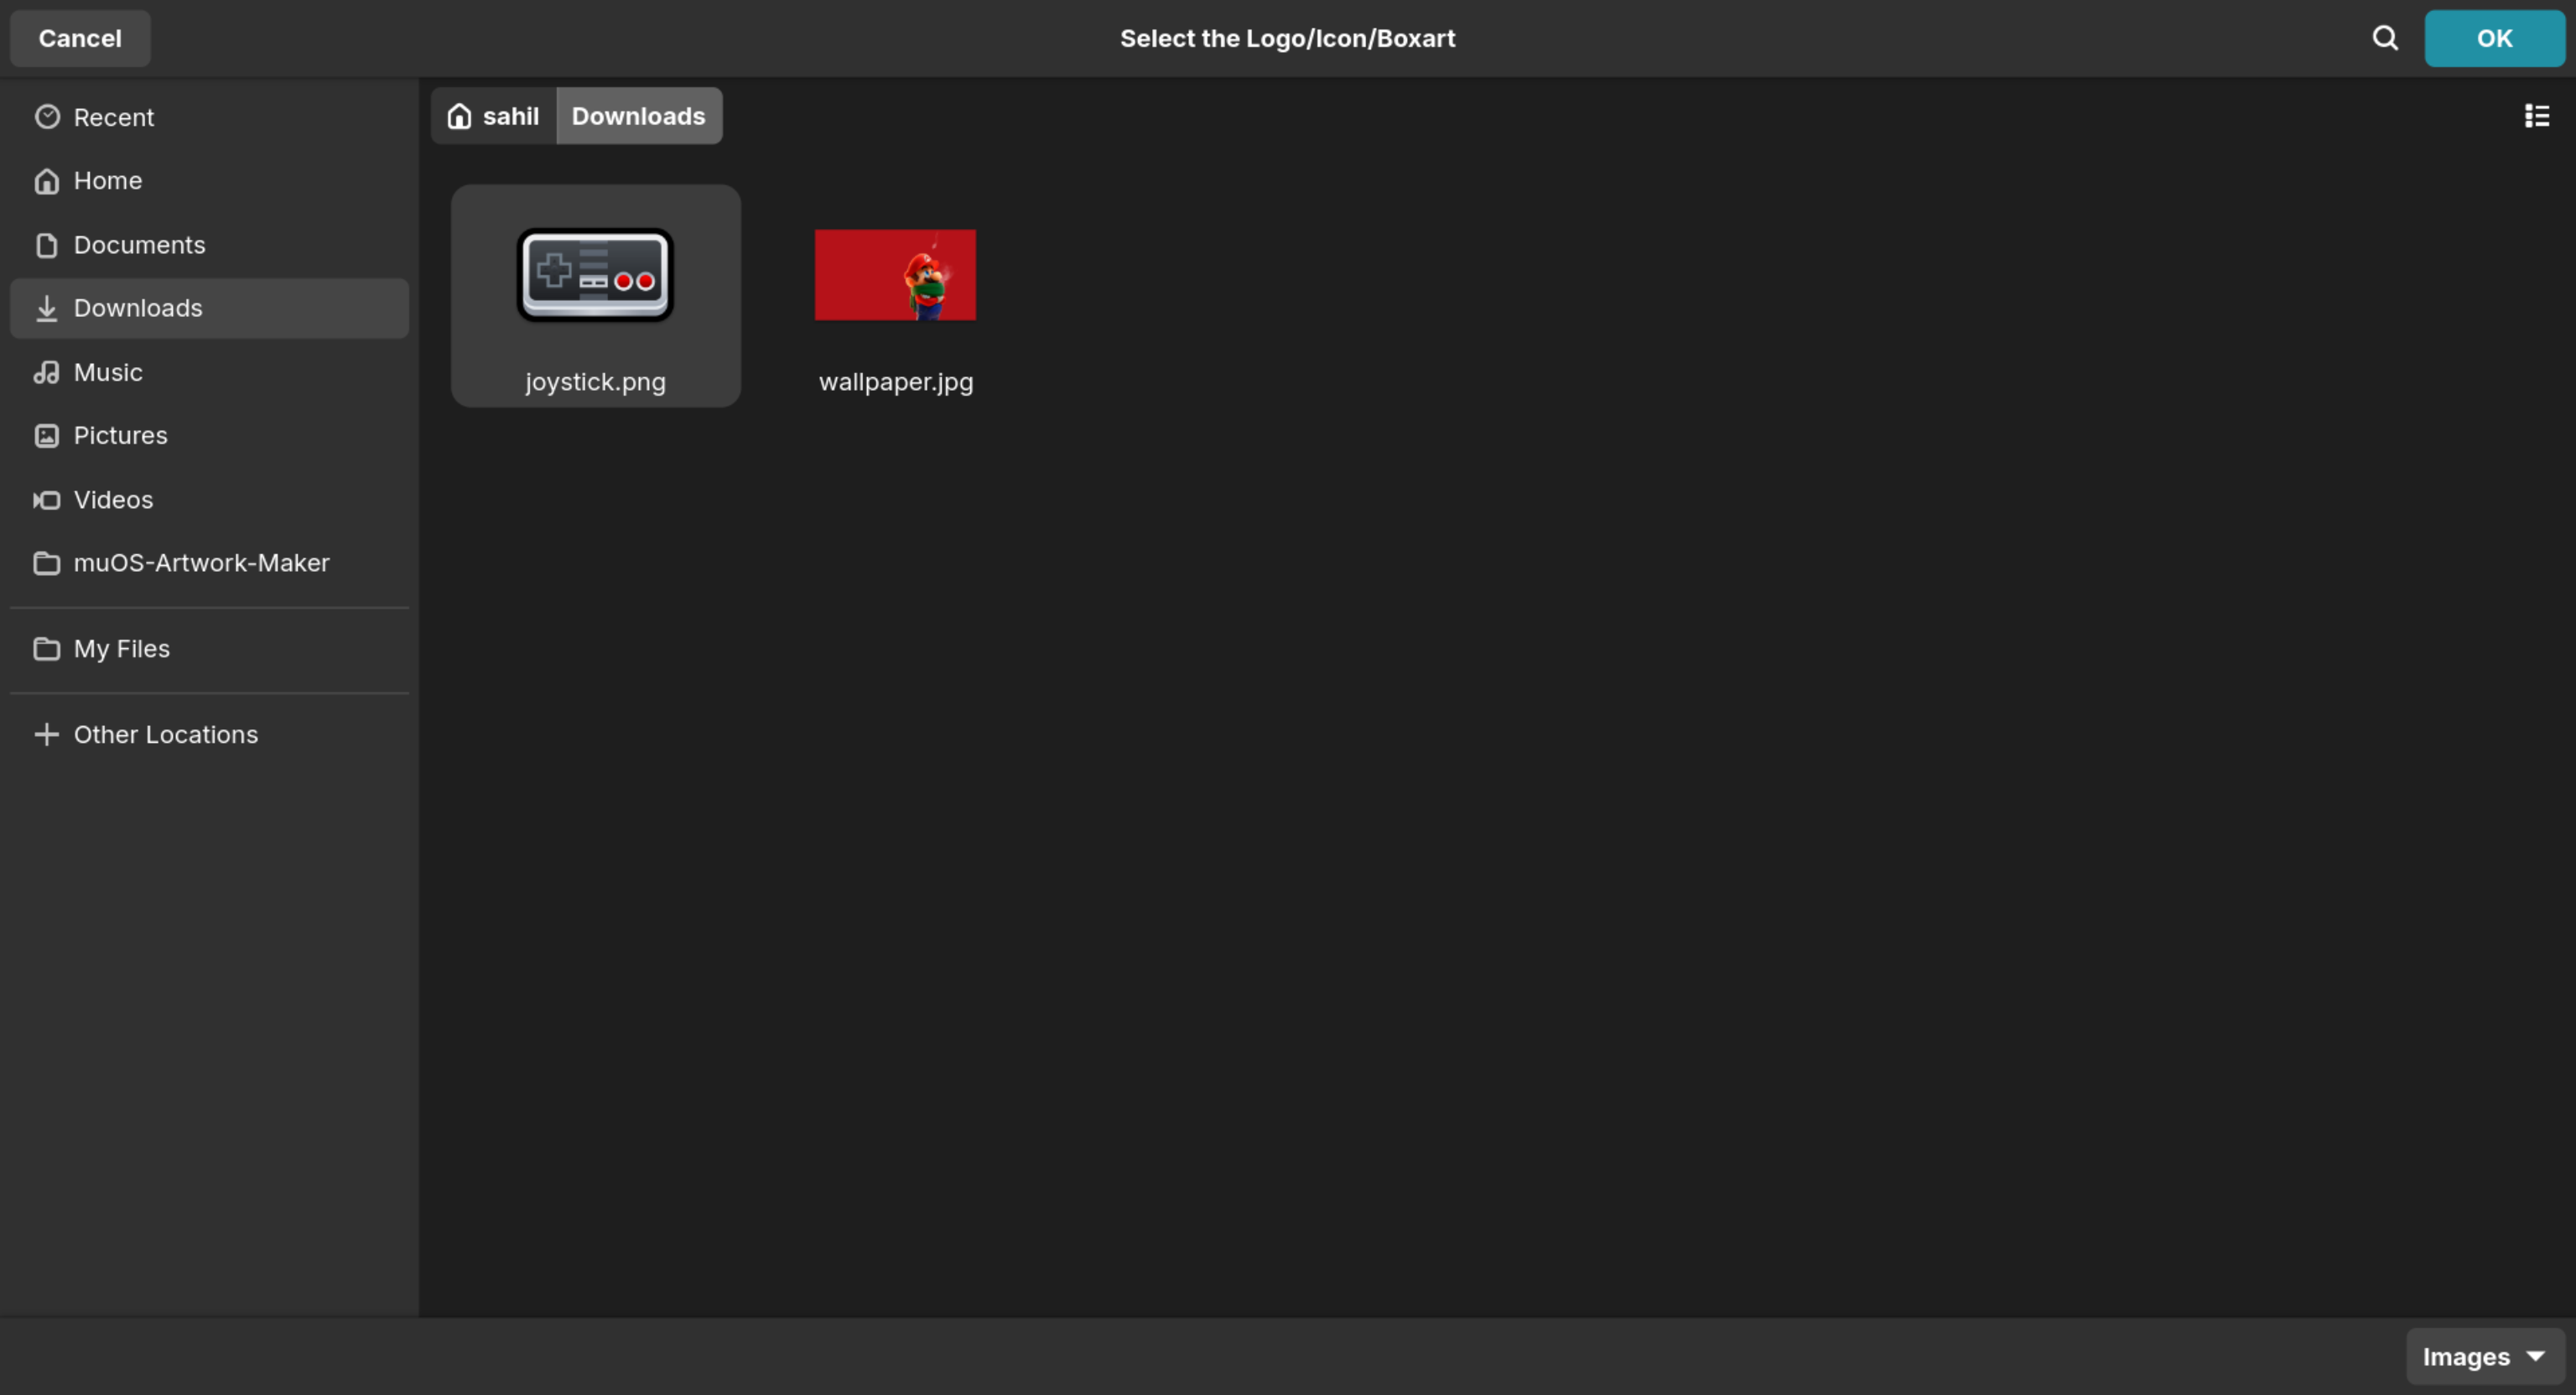 Cancel
Select the Logo/Icon/Boxart
OK
Recent
Home
Documents
Downloads
Music
Pictures
Videos
muOS-Artwork-Maker
My Files
Other Locations
sahil
Downloads
joystick.png
wallpaper.jpg
Images